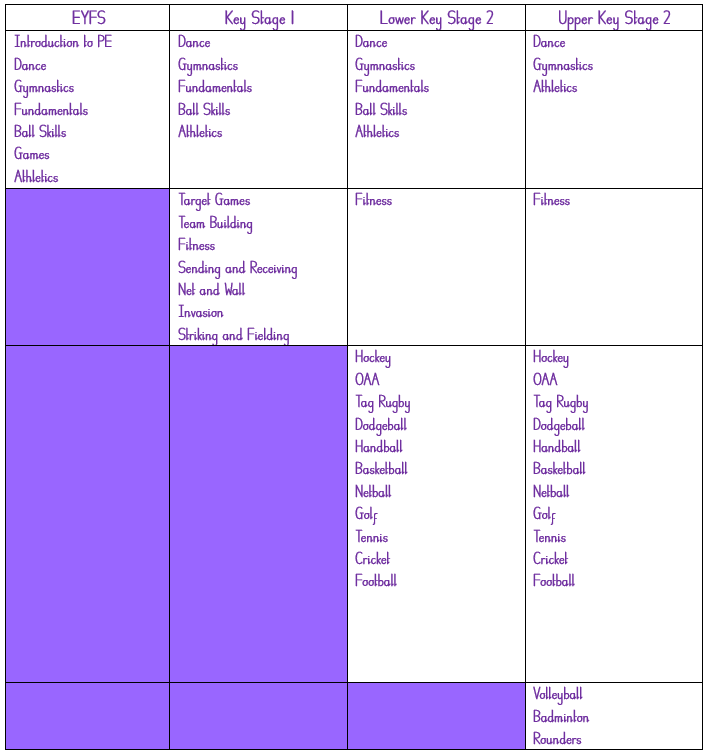 EYFS Key Stage 1 Lower Key Stage 2 Upper Key Stage 2
Introduction to PE
Dance
Gymnastics
Fundamentals
Ball Skills
Games
Athletics
Dance
Gymnastics
Fundamentals
Ball Skills
Athletics
Dance
Gymnastics
Fundamentals
Ball Skills
Athletics
Dance
Gymnastics
Athletics
Target Games
Team Building
Fitness
Sending and Receiving
Net and Wall
Invasion
Striking and Fielding
Fitness
Fitness
Hockey
OAA
Tag Rugby
Dodgeball
Handball
Basketball
Netball
Golf
Tennis
Cricket
Football
Hockey
OAA
Tag Rugby
Dodgeball
Handball
Basketball
Netball
Golf
Tennis
Cricket
Football
Volleyball
Badminton
Rounders